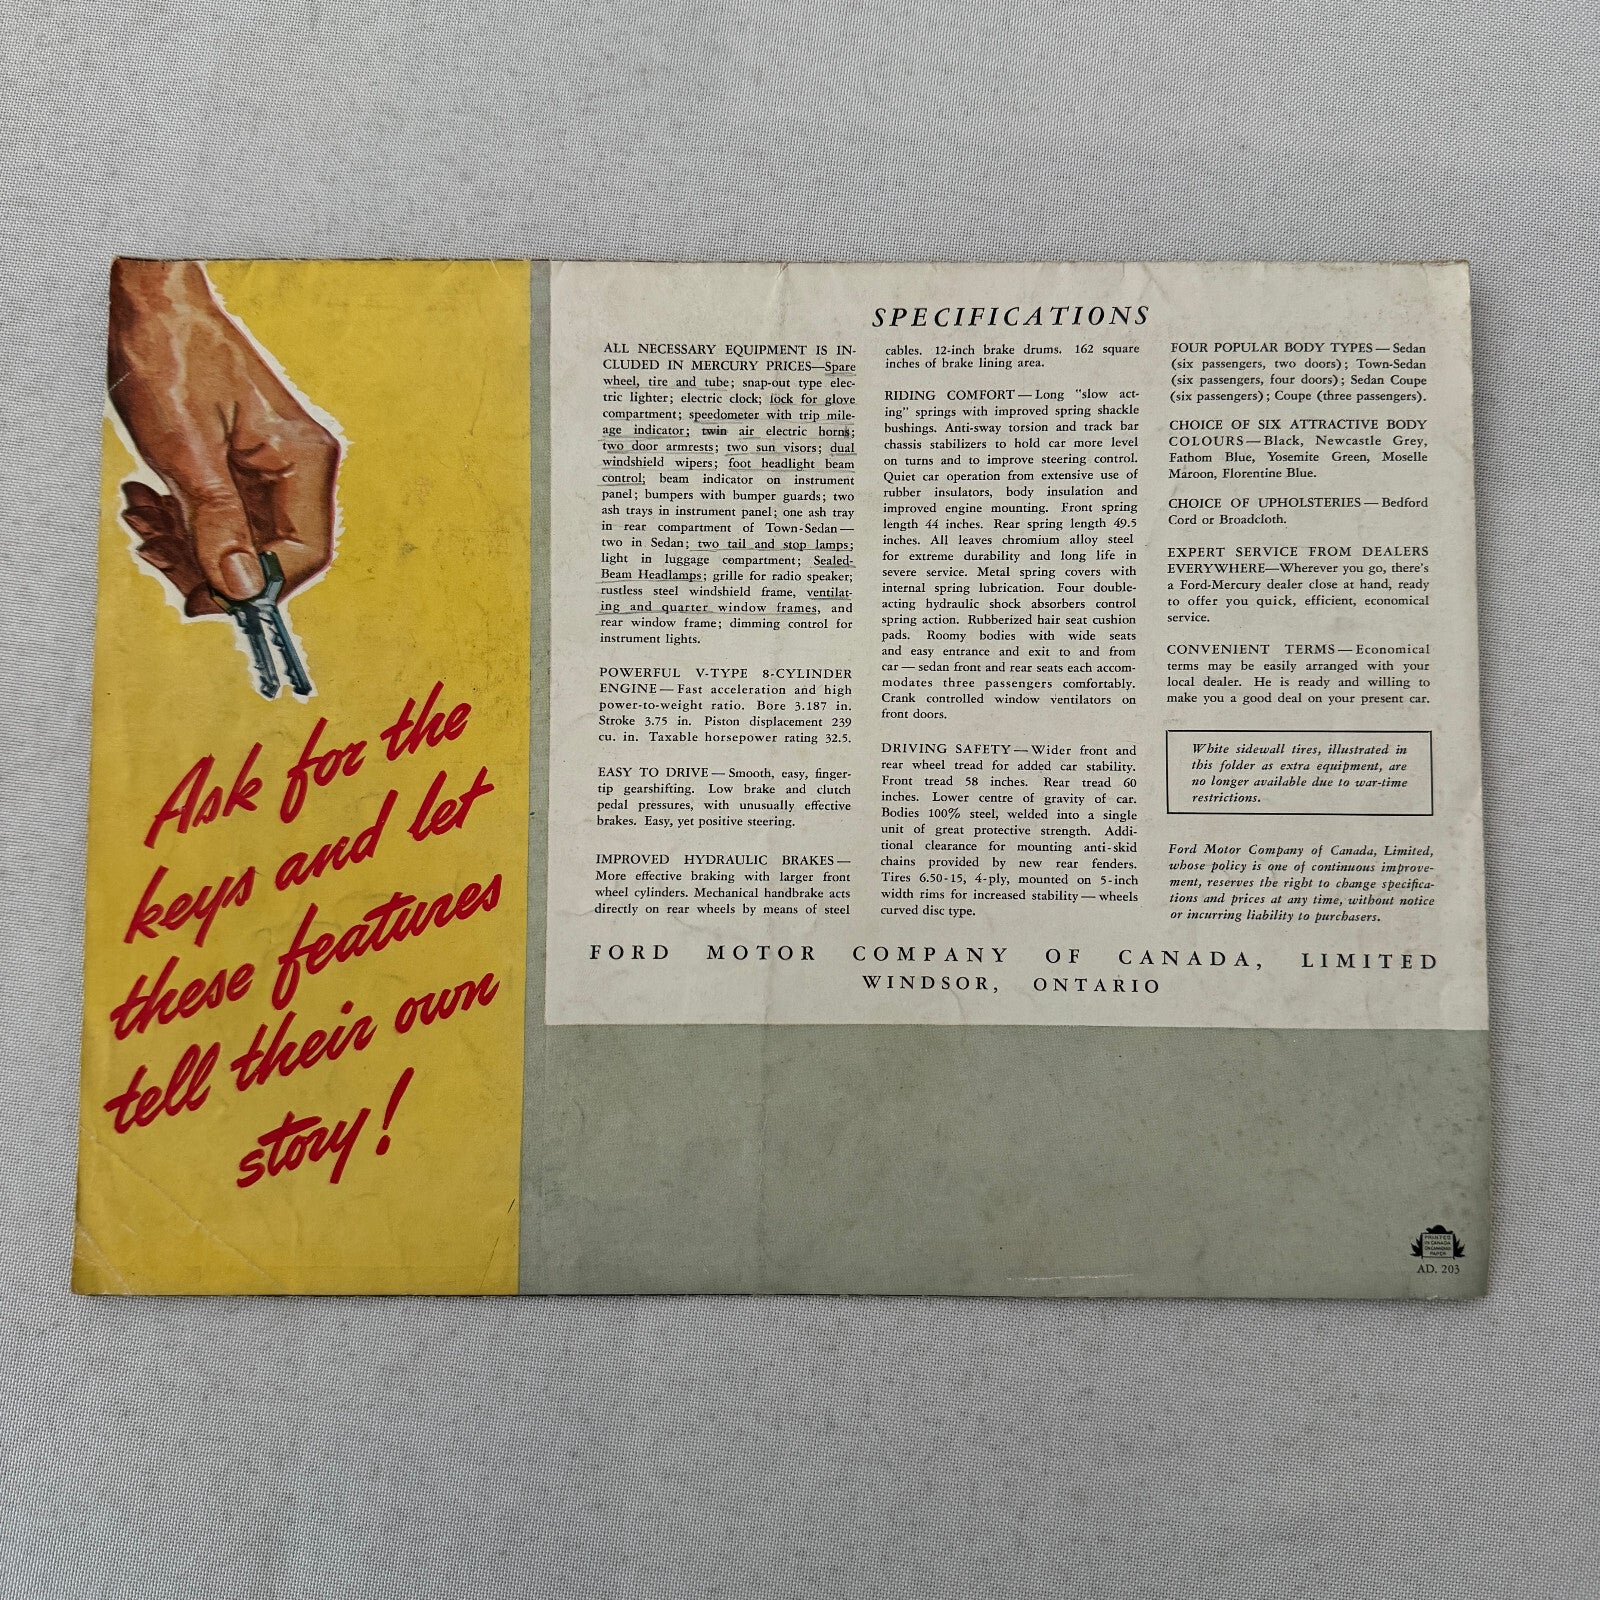 Ask for the
keys and let
these features
tell their own
story!
SPECIFICATIONS
ALL NECESSARY EQUIPMENT IS IN-
CLUDED IN MERCURY PRICES—Spare
wheel, tire and tube; snap-out type elec-
tric lighter; electric clock; lock for glove
compartment; speedometer with trip mile-
age indicator; twin air electric horns;
two door armrests; two sun visors; dual
windshield wipers; foot headlight beam
control; beam indicator on instrument
panel; bumpers with bumper guards; two
ash trays in instrument panel; one ash tray
in rear compartment of Town-Sedan—
two in Sedan; two tail and stop lamps;
light in luggage compartment; Sealed-
Beam Headlamps; grille for radio speaker;
rustless steel windshield frame, ventilat-
ing and quarter window frames, and
rear window frame; dimming control for
instrument lights.
POWERFUL V-TYPE 8-CYLINDER
ENGINE—Fast acceleration and high
power-to-weight ratio. Bore 3.187 in.
Stroke 3.75 in. Piston displacement 239
cu. in. Taxable horsepower rating 32.5.
EASY TO DRIVE—Smooth, easy, finger-
tip gearshifting. Low brake and clutch
pedal pressures, with unusually effective
brakes. Easy, yet positive steering.
IMPROVED HYDRAULIC BRAKES—
More effective braking with larger front
wheel cylinders. Mechanical handbrake acts
directly on rear wheels by means of steel
cables. 12-inch brake drums. 162 square
inches of brake lining area.
RIDING COMFORT—Long "slow act-
ing" springs with improved spring shackle
bushings. Anti-sway torsion and track bar
chassis stabilizers to hold car more level
on turns and to improve steering control.
Quiet car operation from extensive use of
rubber insulators, body insulation and
improved engine mounting. Front spring
length 44 inches. Rear spring length 49.5
inches. All leaves chromium alloy steel
for extreme durability and long life in
severe service. Metal spring covers with
internal spring lubrication. Four double-
acting hydraulic shock absorbers control
spring action. Rubberized hair seat cushion
pads. Roomy bodies with wide seats
and easy entrance and exit to and from
car—sedan front and rear seats each accom-
modates three passengers comfortably.
Crank controlled window ventilators on
front doors.
DRIVING SAFETY—Wider front and
rear wheel tread for added car stability.
Front tread 58 inches. Rear tread 60
inches. Lower centre of gravity of car.
Bodies 100% steel, welded into a single
unit of great protective strength. Addi-
tional clearance for mounting anti-skid
chains provided by new rear fenders.
Tires 6.50-15, 4-ply, mounted on 5-inch
width rims for increased stability—wheels
curved disc type.
FOUR POPULAR BODY TYPES—Sedan
(six passengers, two doors); Town-Sedan
(six passengers, four doors); Sedan Coupe
(six passengers); Coupe (three passengers).
CHOICE OF SIX ATTRACTIVE BODY
COLOURS—Black, Newcastle Grey,
Fathom Blue, Yosemite Green, Moselle
Maroon, Florentine Blue.
CHOICE OF UPHOLSTERIES—Bedford
Cord or Broadcloth.
EXPERT SERVICE FROM DEALERS
EVERYWHERE—Wherever you go, there's
a Ford-Mercury dealer close at hand, ready
to offer you quick, efficient, economical
service.
CONVENIENT TERMS—Economical
terms may be easily arranged with your
local dealer. He is ready and willing to
make you a good deal on your present car.
White sidewall tires, illustrated in
this folder as extra equipment, are
no longer available due to war-time
restrictions.
Ford Motor Company of Canada, Limited,
whose policy is one of continuous improve-
ment, reserves the right to change specifica-
tions and prices at any time, without notice
or incurring liability to purchasers.
FORD MOTOR COMPANY OF CANADA, LIMITED
WINDSOR, ONTARIO
PRINTED
IN CANADA
ON CANADIAN
PAPER
AD. 203